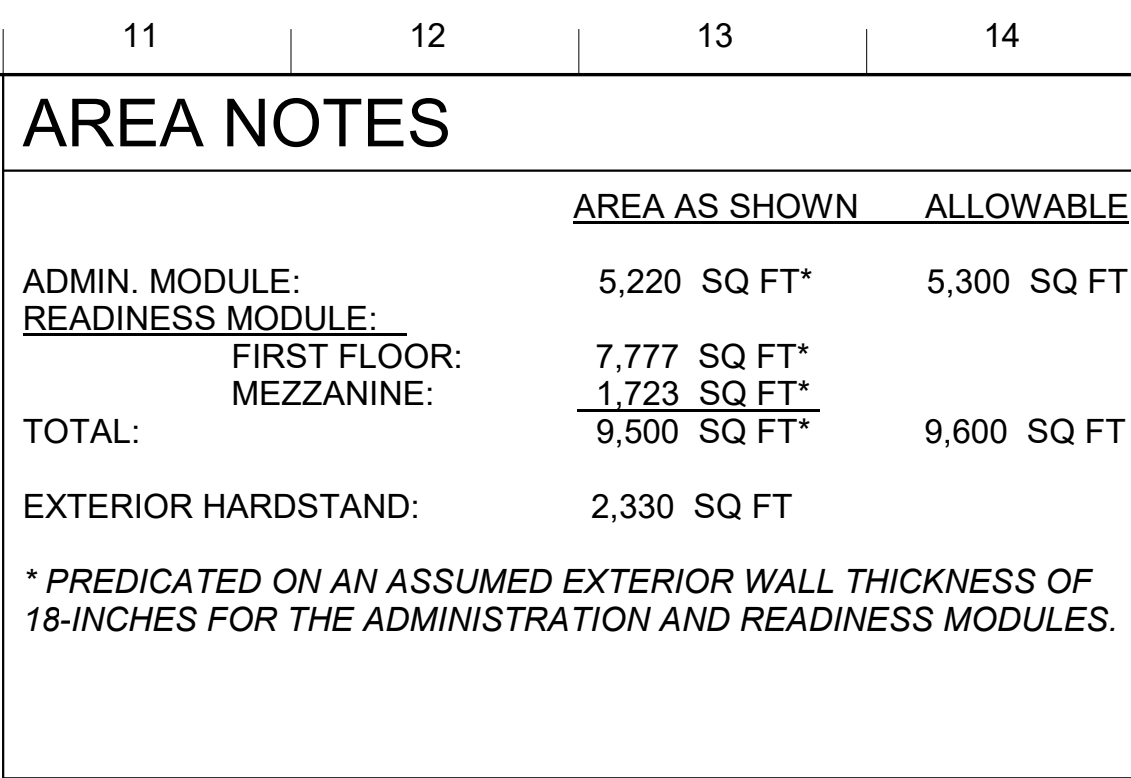 11 12 13 14
AREA NOTES
AREA AS SHOWN ALLOWABLE
ADMIN. MODULE: 5,220 SQ FT* 5,300 SQ FT
READINESS MODULE:
FIRST FLOOR: 7,777 SQ FT*
MEZZANINE: 1,723 SQ FT*
TOTAL: 9,500 SQ FT* 9,600 SQ FT
EXTERIOR HARDSTAND: 2,330 SQ FT
* PREDICATED ON AN ASSUMED EXTERIOR WALL THICKNESS OF
18-INCHES FOR THE ADMINISTRATION AND READINESS MODULES.